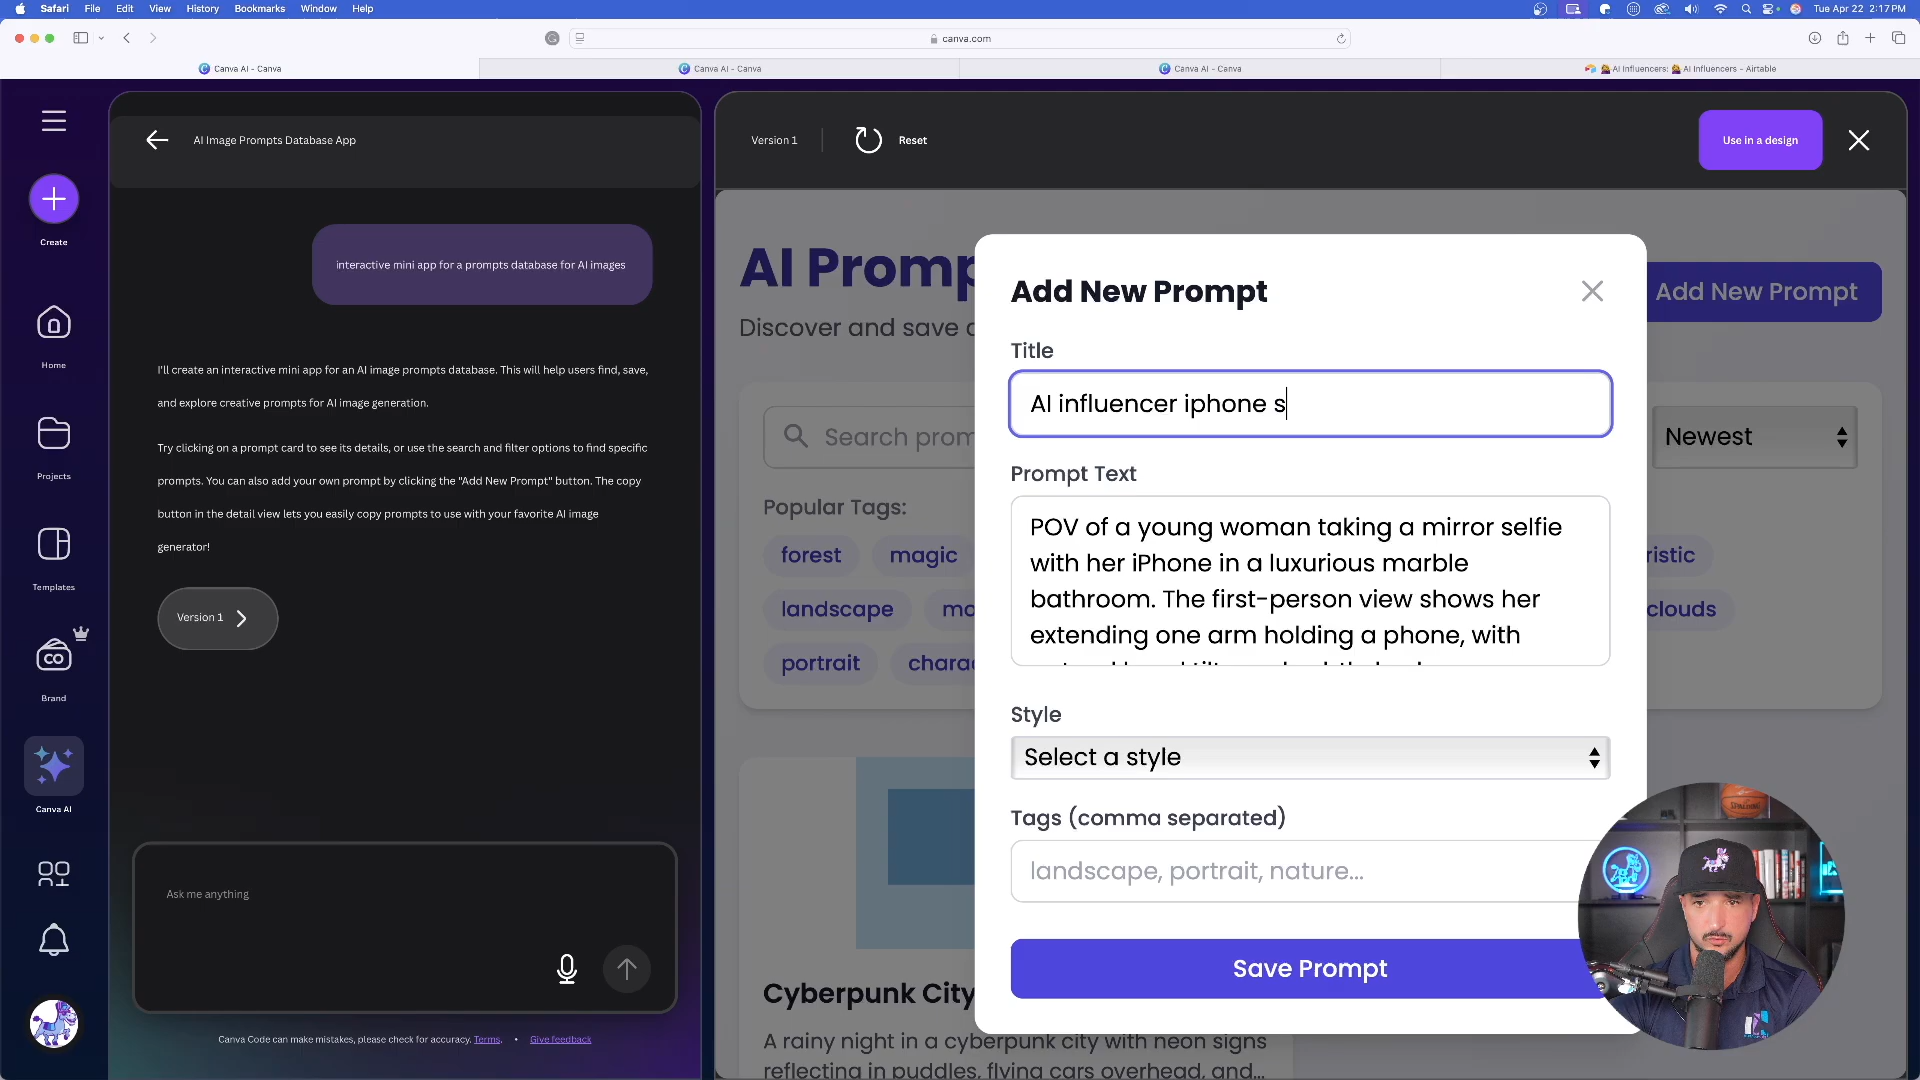 Safari File Edit View History Bookmarks Window Help
Tue Apr 22 2:17 PM
canva.com
Canva AI - Canva
Canva AI - Canva
Canva AI - Canva
AI Influencers: AI Influencers - Airtable
Create
Home
Projects
Templates
Brand
Canva AI
AI Image Prompts Database App
interactive mini app for a prompts database for AI images
I'll create an interactive mini app for an AI image prompts database. This will help users find, save,
and explore creative prompts for AI image generation.
Try clicking on a prompt card to see its details, or use the search and filter options to find specific
prompts. You can also add your own prompt by clicking the "Add New Prompt" button. The copy
button in the detail view lets you easily copy prompts to use with your favorite AI image
generator!
Version 1
Ask me anything
Canva Code can make mistakes, please check for accuracy. Terms. • Give feedback
Version 1
Reset
Use in a design
AI Promp
Discover and save
Add New Prompt
Search prom
Newest
Popular Tags:
forest magic
ristic
landscape mo
clouds
portrait chara
Cyberpunk City
A rainy night in a cyberpunk city with neon signs
reflecting in puddles, flying cars overhead, and...
Add New Prompt
Title
AI influencer iphone s
Prompt Text
POV of a young woman taking a mirror selfie
with her iPhone in a luxurious marble
bathroom. The first-person view shows her
extending one arm holding a phone, with
Style
Select a style
Tags (comma separated)
landscape, portrait, nature...
Save Prompt